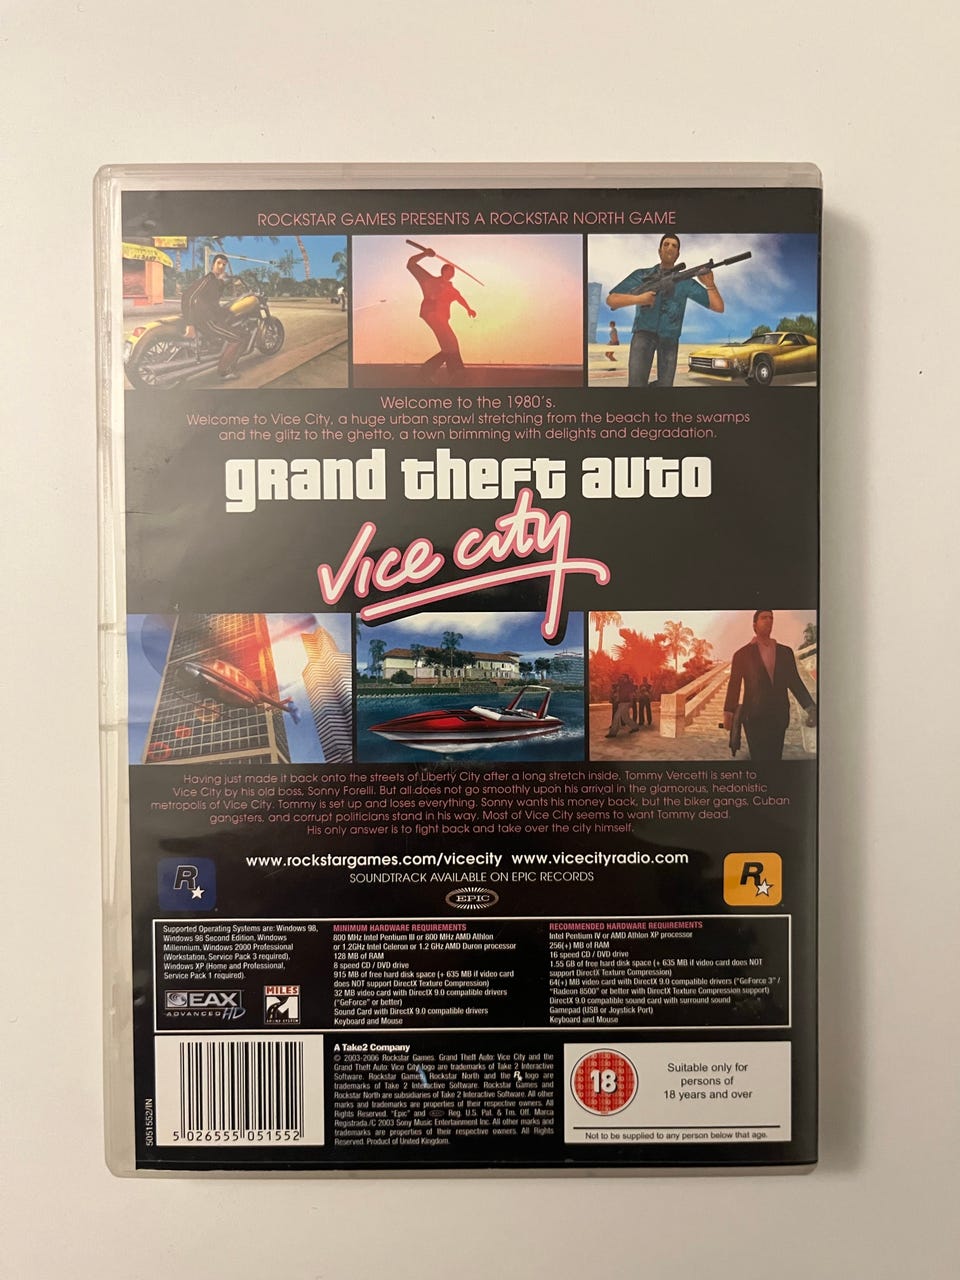 ROCKSTAR GAMES PRESENTS A ROCKSTAR NORTH GAME
Welcome to the 1980's.
Welcome to Vice City, a huge urban sprawl stretching from the beach to the swamps
and the glitz to the ghetto, a town brimming with delights and degradation.
grand theft auto
Vice City
Having just made it back onto the streets of Liberty City after a long stretch inside, Tommy Vercetti is sent to
Vice City by his old boss, Sonny Forelli. But all does not go smoothly upon his arrival in the glamorous, hedonistic
metropolis of Vice City. Tommy is set up and loses everything. Sonny wants his money back, but the biker gangs, Cuban
gangsters, and corrupt politicians stand in his way. Most of Vice City seems to want Tommy dead.
His only answer is to fight back and take over the city himself.
www.rockstargames.com/vicecity www.vicecityradio.com
SOUNDTRACK AVAILABLE ON EPIC RECORDS
R
EPIC
R
Supported Operating Systems are: Windows 98,
Windows 98 Second Edition, Windows
Millennium, Windows 2000 Professional
(Workstation, Service Pack 3 required),
Windows XP (Home and Professional,
Service Pack 1 required).
EAX
ADVANCED HD
MILES
SOUND SYSTEM
MINIMUM HARDWARE REQUIREMENTS
800 MHz Intel Pentium III or 800 MHz AMD Athlon
or 1.2GHz Intel Celeron or 1.2 GHz AMD Duron processor
128 MB of RAM
8 speed CD / DVD drive
915 MB of free hard disk space (+ 635 MB if video card
does NOT support DirectX Texture Compression)
32 MB video card with DirectX 9.0 compatible drivers
("GeForce" or better)
Sound Card with DirectX 9.0 compatible drivers
Keyboard and Mouse
RECOMMENDED HARDWARE REQUIREMENTS
Intel Pentium IV or AMD Athlon XP processor
256(+) MB of RAM
16 speed CD / DVD drive
1.55 GB of free hard disk space (+ 635 MB if video card does NOT
support DirectX Texture Compression)
64(+) MB video card with DirectX 9.0 compatible drivers ("GeForce 3" /
"Radeon 8500" or better with DirectX Texture Compression support)
DirectX 9.0 compatible sound card with surround sound
Gamepad (USB or Joystick Port)
Keyboard and Mouse
5051552/IN
5 026555 051552
A Take2 Company
© 2003-2006 Rockstar Games. Grand Theft Auto: Vice City and the
Grand Theft Auto: Vice City logo are trademarks of Take 2 Interactive
Software. Rockstar Games, Rockstar North and the R logo are
trademarks of Take 2 Interactive Software. Rockstar Games and
Rockstar North are subsidiaries of Take 2 Interactive Software. All other
marks and trademarks are properties of their respective owners. All
Rights Reserved. "Epic" and EPIC Reg. U.S. Pat. & Tm. Off. Marca
Registrada./© 2003 Sony Music Entertainment Inc. All other marks and
trademarks are properties of their respective owners. All Rights
Reserved. Product of United Kingdom.
18
Suitable only for
persons of
18 years and over
Not to be supplied to any person below that age.